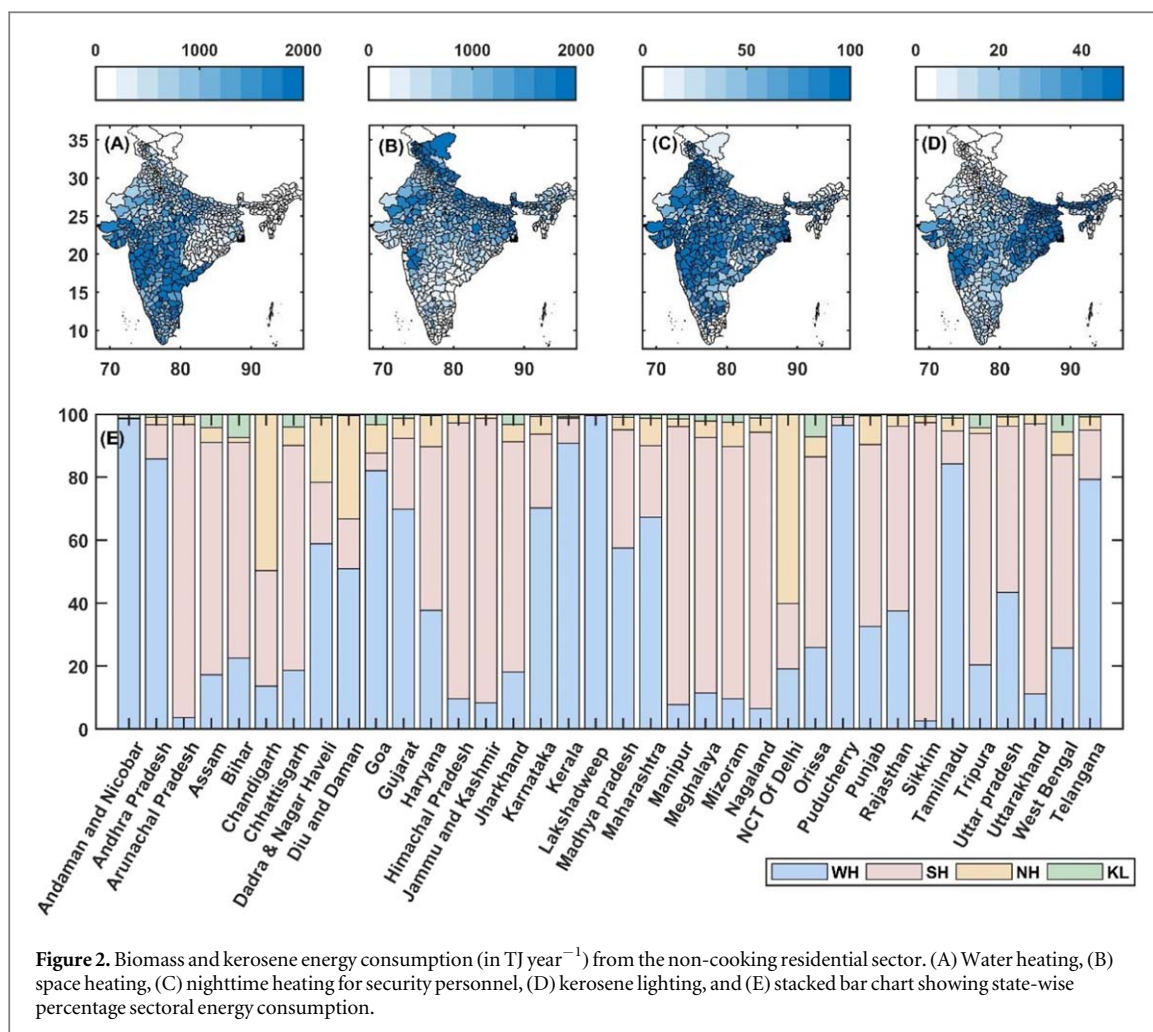 0 1000 2000 0 1000 2000 0 50 100 0 20 40
35 (A) (B) (C) (D)
30
25
20
15
10
70 80 90 70 80 90 70 80 90 70 80 90
100
(E)
80
60
40
20
0
Andaman and Nicobar
Andhra Pradesh
Arunachal Pradesh
Assam
Bihar
Chandigarh
Chhattisgarh
Dadra & Nagar Haveli
Diu and Daman
Goa
Gujarat
Haryana
Himachal Pradesh
Jammu and Kashmir
Jharkhand
Karnataka
Kerala
Lakshadweep
Madhya pradesh
Maharashtra
Manipur
Meghalaya
Mizoram
Nagaland
NCT Of Delhi
Orissa
Puducherry
Punjab
Rajasthan
Sikkim
Tamilnadu
Tripura
Uttar pradesh
Uttarakhand
West Bengal
Telangana
WH SH NH KL
Figure 2. Biomass and kerosene energy consumption (in TJ year−1) from the non-cooking residential sector. (A) Water heating, (B)
space heating, (C) nighttime heating for security personnel, (D) kerosene lighting, and (E) stacked bar chart showing state-wise
percentage sectoral energy consumption.